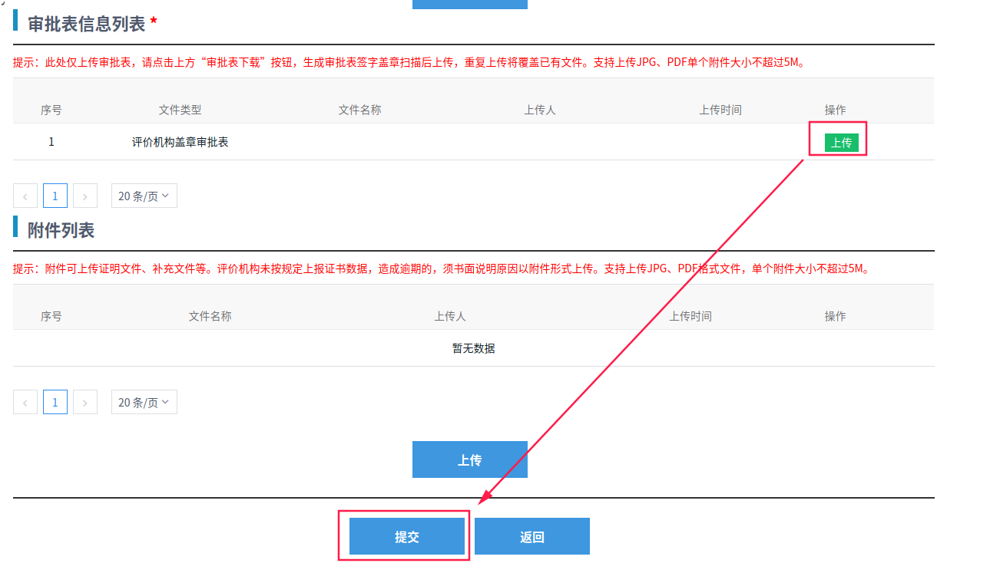 审批表信息列表 *
提示：此处仅上传审批表，请点击上方“审批表下载”按钮，生成审批表签字盖章扫描后上传，重复上传将覆盖已有文件。支持上传JPG、PDF单个附件大小不超过5M。
序号 文件类型 文件名称 上传人 上传时间 操作
1 评价机构盖章审批表 上传
< 1 > 20 条/页
附件列表
提示：附件可上传证明文件、补充文件等。评价机构未按规定上报证书数据，造成逾期的，须书面说明原因以附件形式上传。支持上传JPG、PDF格式文件，单个附件大小不超过5M。
序号 文件名称 上传人 上传时间 操作
暂无数据
< 1 > 20 条/页
上传
提交 返回